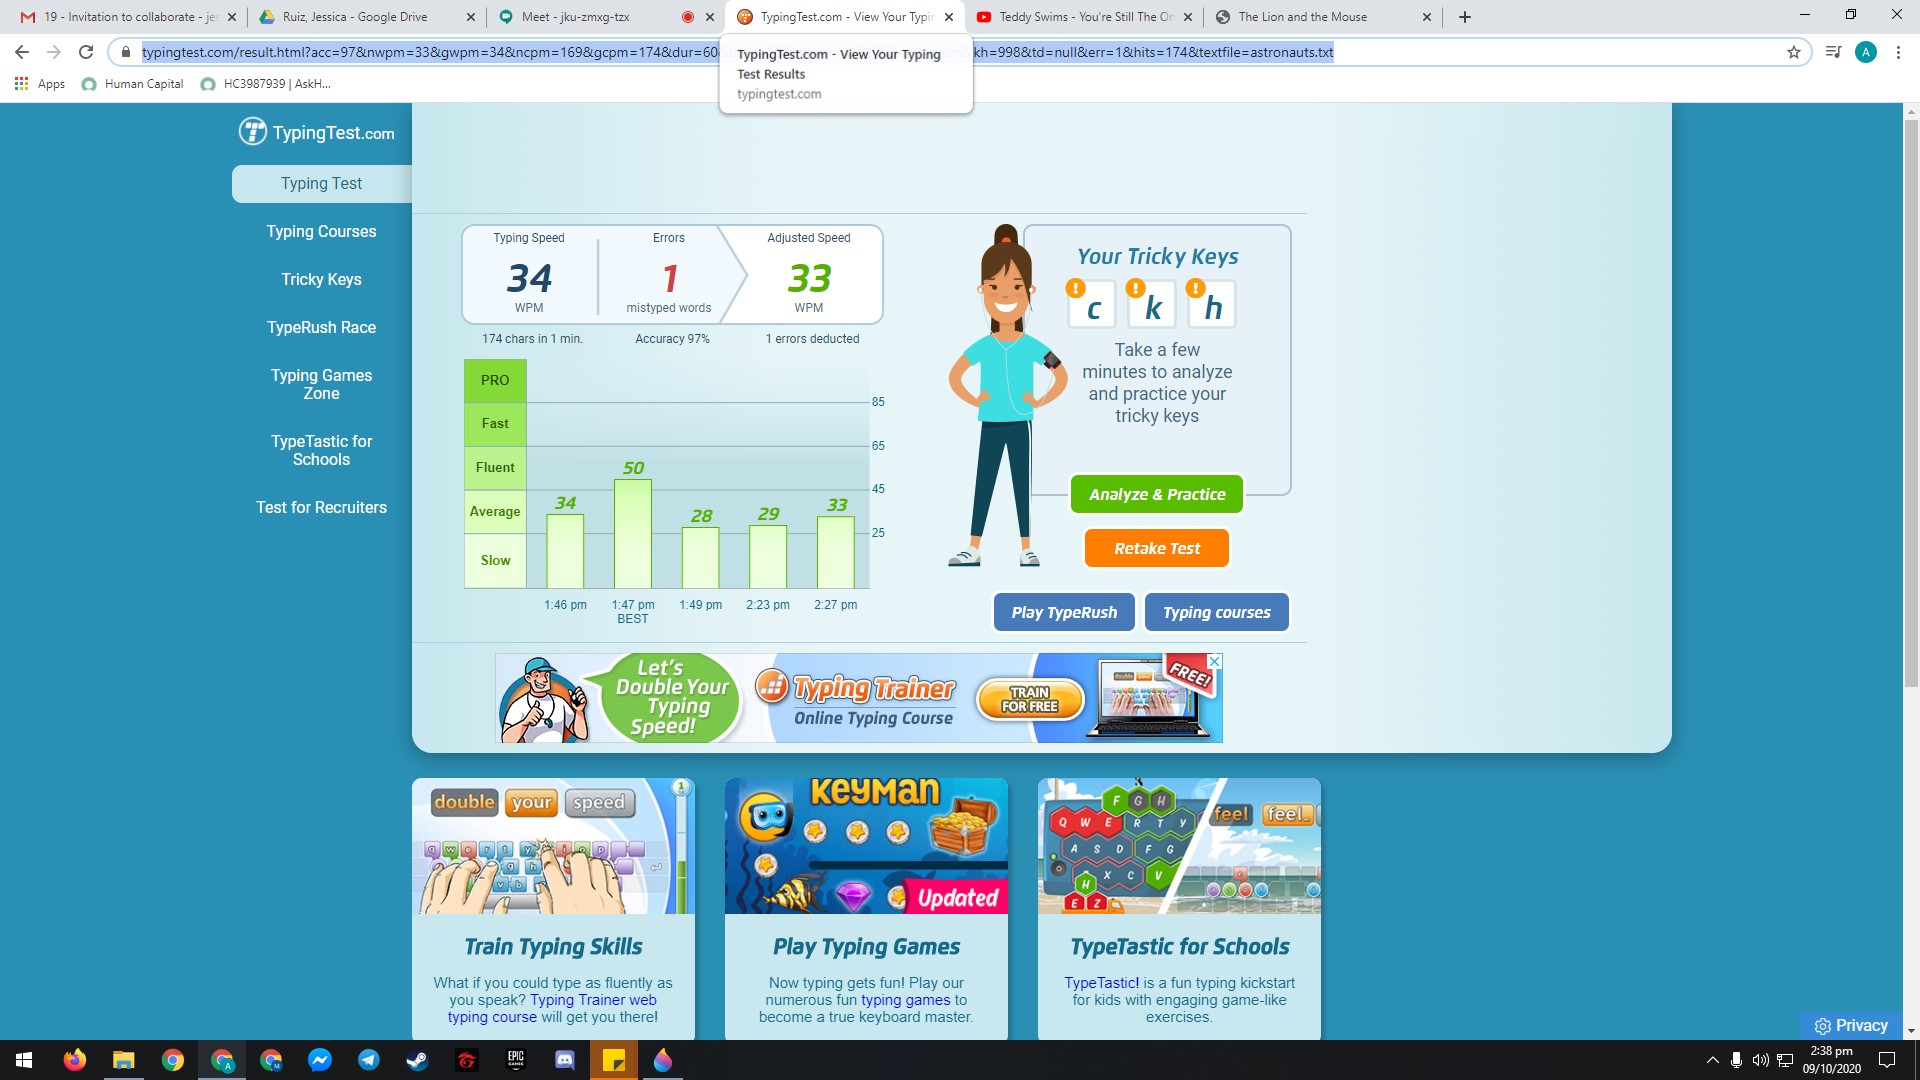 19 - Invitation to collaborate - jes
Ruiz, Jessica - Google Drive
Meet - jku-zmxg-tzx
TypingTest.com - View Your Typin
Teddy Swims - You're Still The On
The Lion and the Mouse
typingtest.com/result.html?acc=97&nwpm=33&gwpm=34&ncpm=169&gcpm=174&dur=60
kh=998&td=null&err=1&hits=174&textfile=astronauts.txt
A
TypingTest.com - View Your Typing
Test Results
typingtest.com
Apps
Human Capital
HC3987939 | AskH...
TypingTest.com
Typing Test
Typing Courses
Tricky Keys
TypeRush Race
Typing Games
Zone
TypeTastic for
Schools
Test for Recruiters
Typing Speed
Errors
Adjusted Speed
34
1
33
WPM
mistyped words
WPM
174 chars in 1 min.
Accuracy 97%
1 errors deducted
PRO
Fast
Fluent
Average
Slow
85
65
45
25
34
50
28
29
33
1:46 pm
1:47 pm
BEST
1:49 pm
2:23 pm
2:27 pm
Your Tricky Keys
! c
! k
! h
Take a few
minutes to analyze
and practice your
tricky keys
Analyze & Practice
Retake Test
Play TypeRush
Typing courses
Let's
Double Your
Typing
Speed!
Typing Trainer
Online Typing Course
TRAIN
FOR FREE
FREE!
double your
double your speed
1
KeyMan
Updated
F G H
Q W E R T Y
A S D F G
X C V
H
E Z
feel feel
Train Typing Skills
What if you could type as fluently as
you speak? Typing Trainer web
typing course will get you there!
Play Typing Games
Now typing gets fun! Play our
numerous fun typing games to
become a true keyboard master.
TypeTastic for Schools
TypeTastic! is a fun typing kickstart
for kids with engaging game-like
exercises.
Privacy
EPIC
GAMES
2:38 pm
09/10/2020